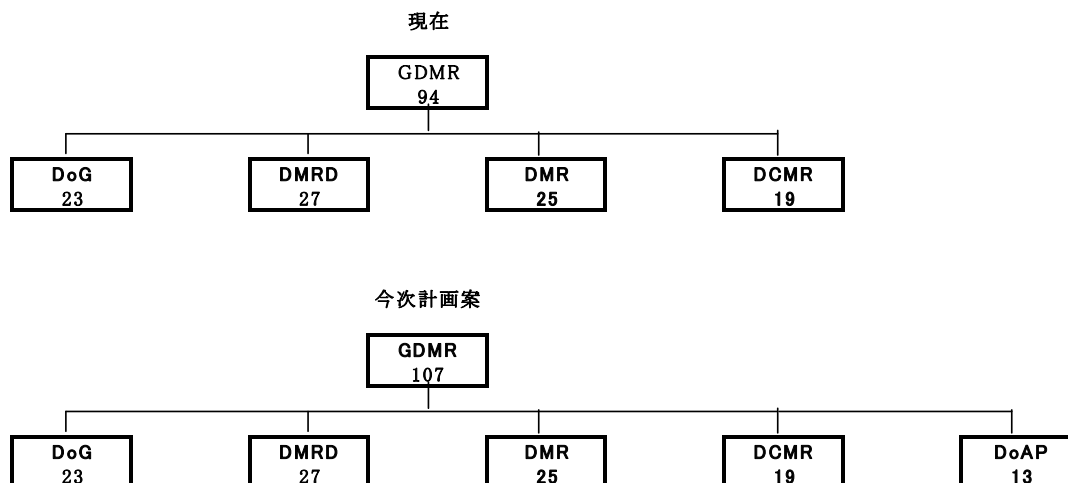 現在
GDMR
94
DoG DMRD DMR DCMR
23 27 25 19
今次計画案
GDMR
107
DoG DMRD DMR DCMR DoAP
23 27 25 19 13